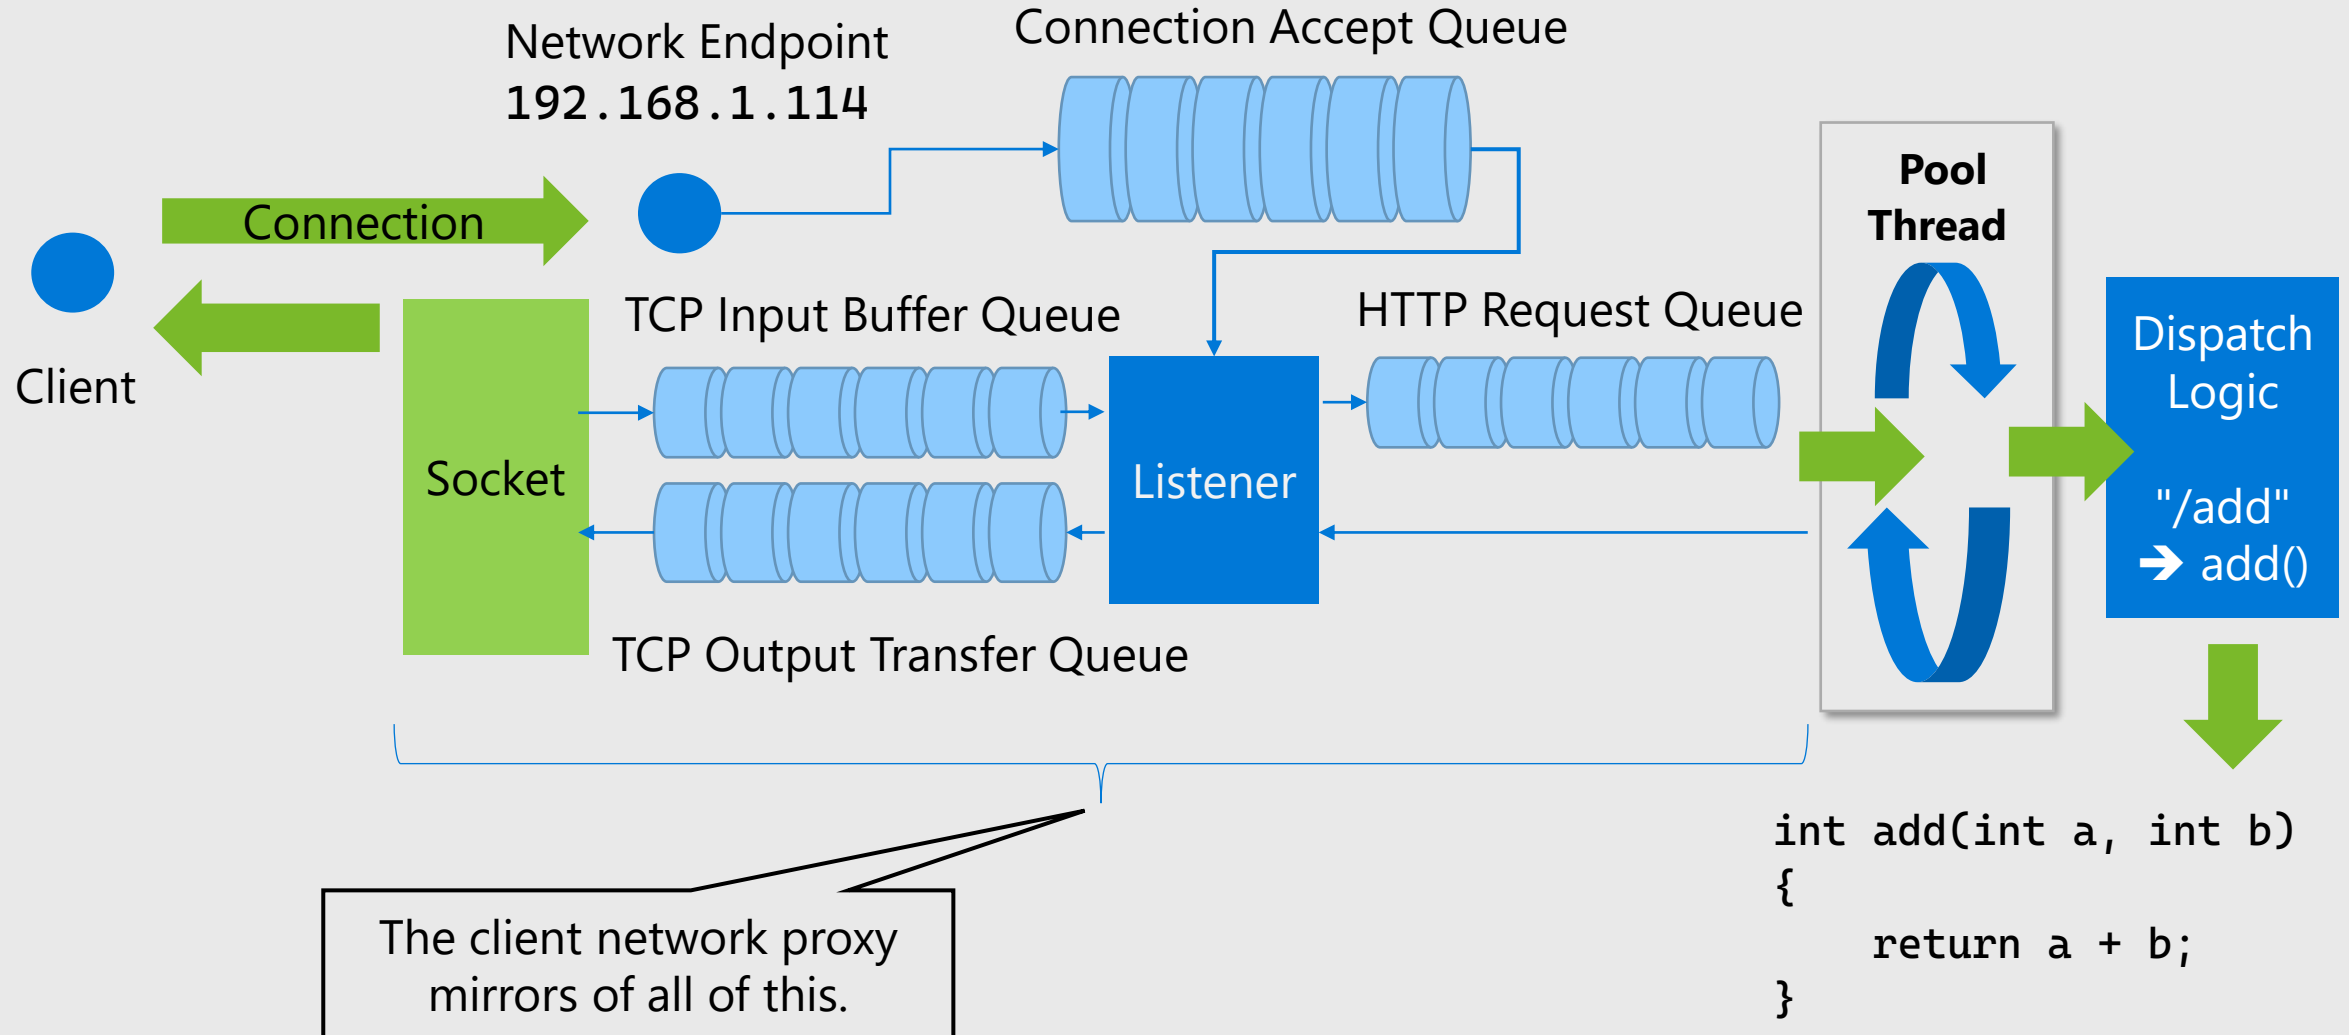 Network Endpoint
192.168.1.114
Connection Accept Queue
Connection
Client
Socket
TCP Input Buffer Queue
TCP Output Transfer Queue
Listener
HTTP Request Queue
Pool
Thread
Dispatch
Logic
"/add"
➔ add()
The client network proxy
mirrors of all of this.
int add(int a, int b)
{
    return a + b;
}